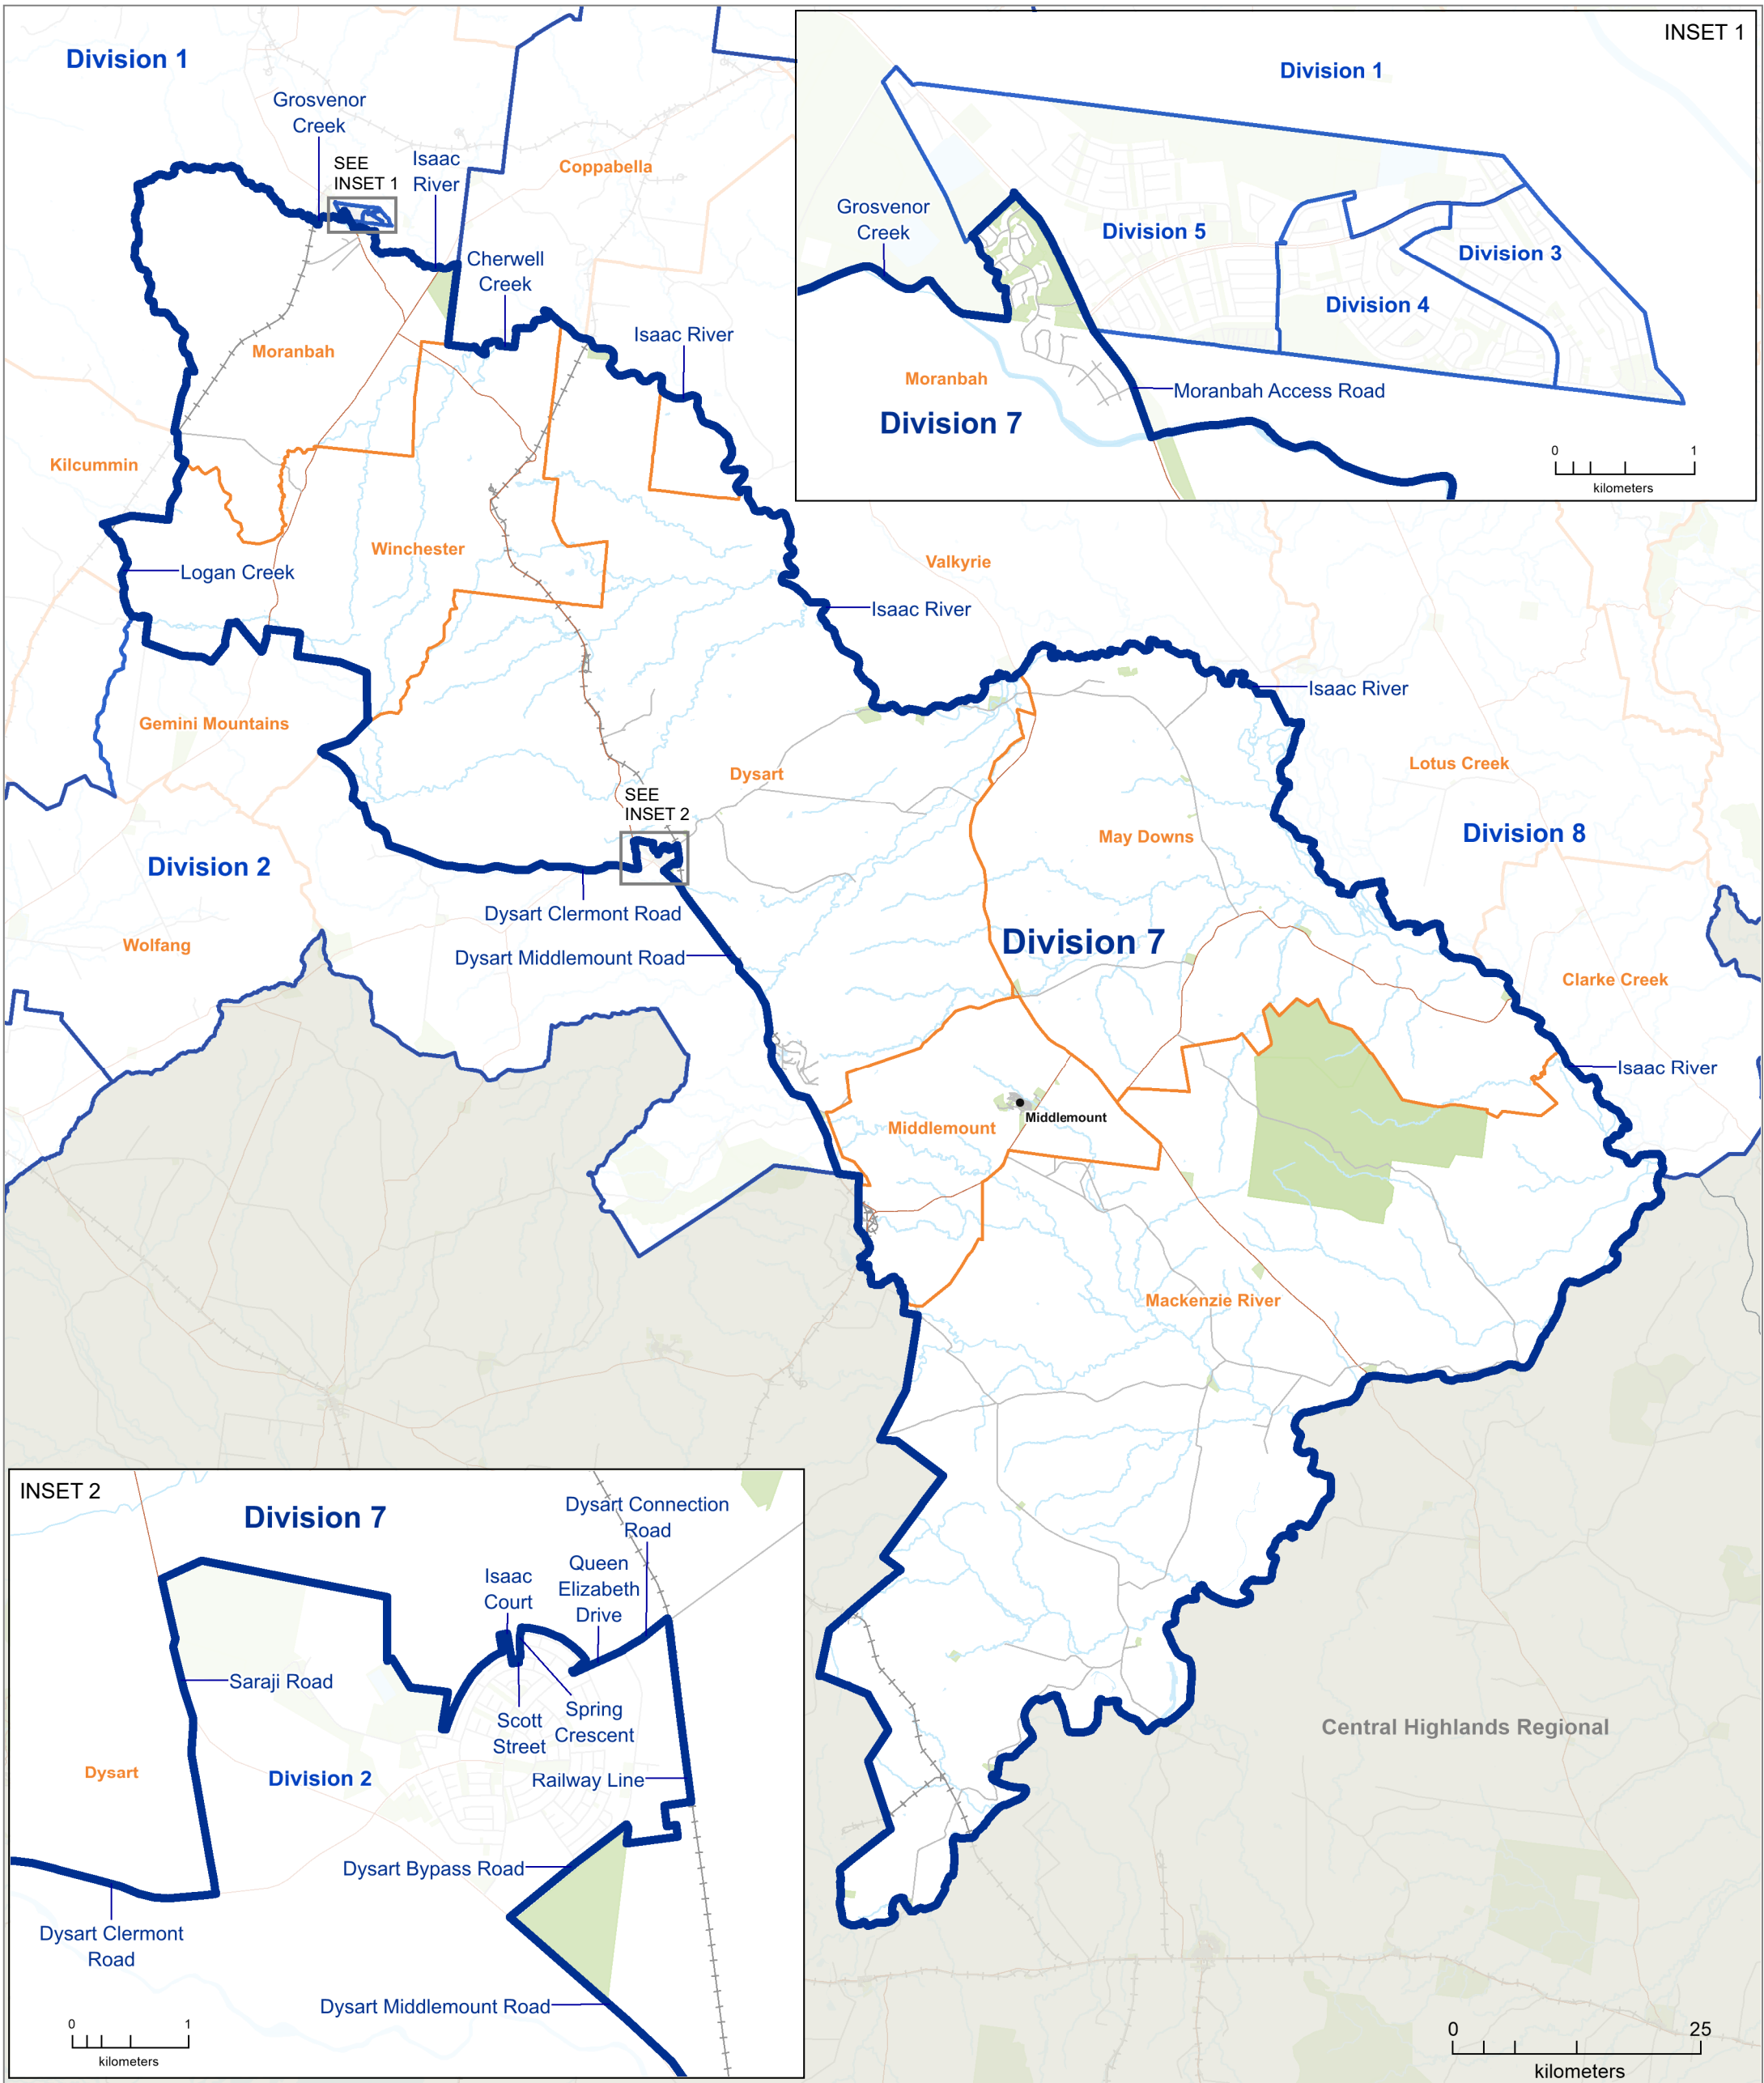 INSET 1
Division 1
Division 1
Grosvenor
Creek
SEE
INSET 1
Isaac
River
Coppabella
Grosvenor
Creek
Division 5
Division 3
Division 4
Cherwell
Creek
Isaac River
Moranbah
Moranbah
Moranbah Access Road
Division 7
0
1
kilometers
Kilcummin
Winchester
Valkyrie
Logan Creek
Isaac River
Isaac River
Gemini Mountains
Dysart
Lotus Creek
SEE
INSET 2
May Downs
Division 8
Division 2
Dysart Clermont Road
Wolfang
Dysart Middlemount Road
Division 7
Clarke Creek
Isaac River
Middlemount
Middlemount
Mackenzie River
INSET 2
Division 7
Dysart Connection
Road
Queen
Elizabeth
Drive
Isaac
Court
Saraji Road
Scott
Street
Spring
Crescent
Central Highlands Regional
Dysart
Division 2
Railway Line
Dysart Bypass Road
Dysart Clermont
Road
Dysart Middlemount Road
0
1
kilometers
0
25
kilometers